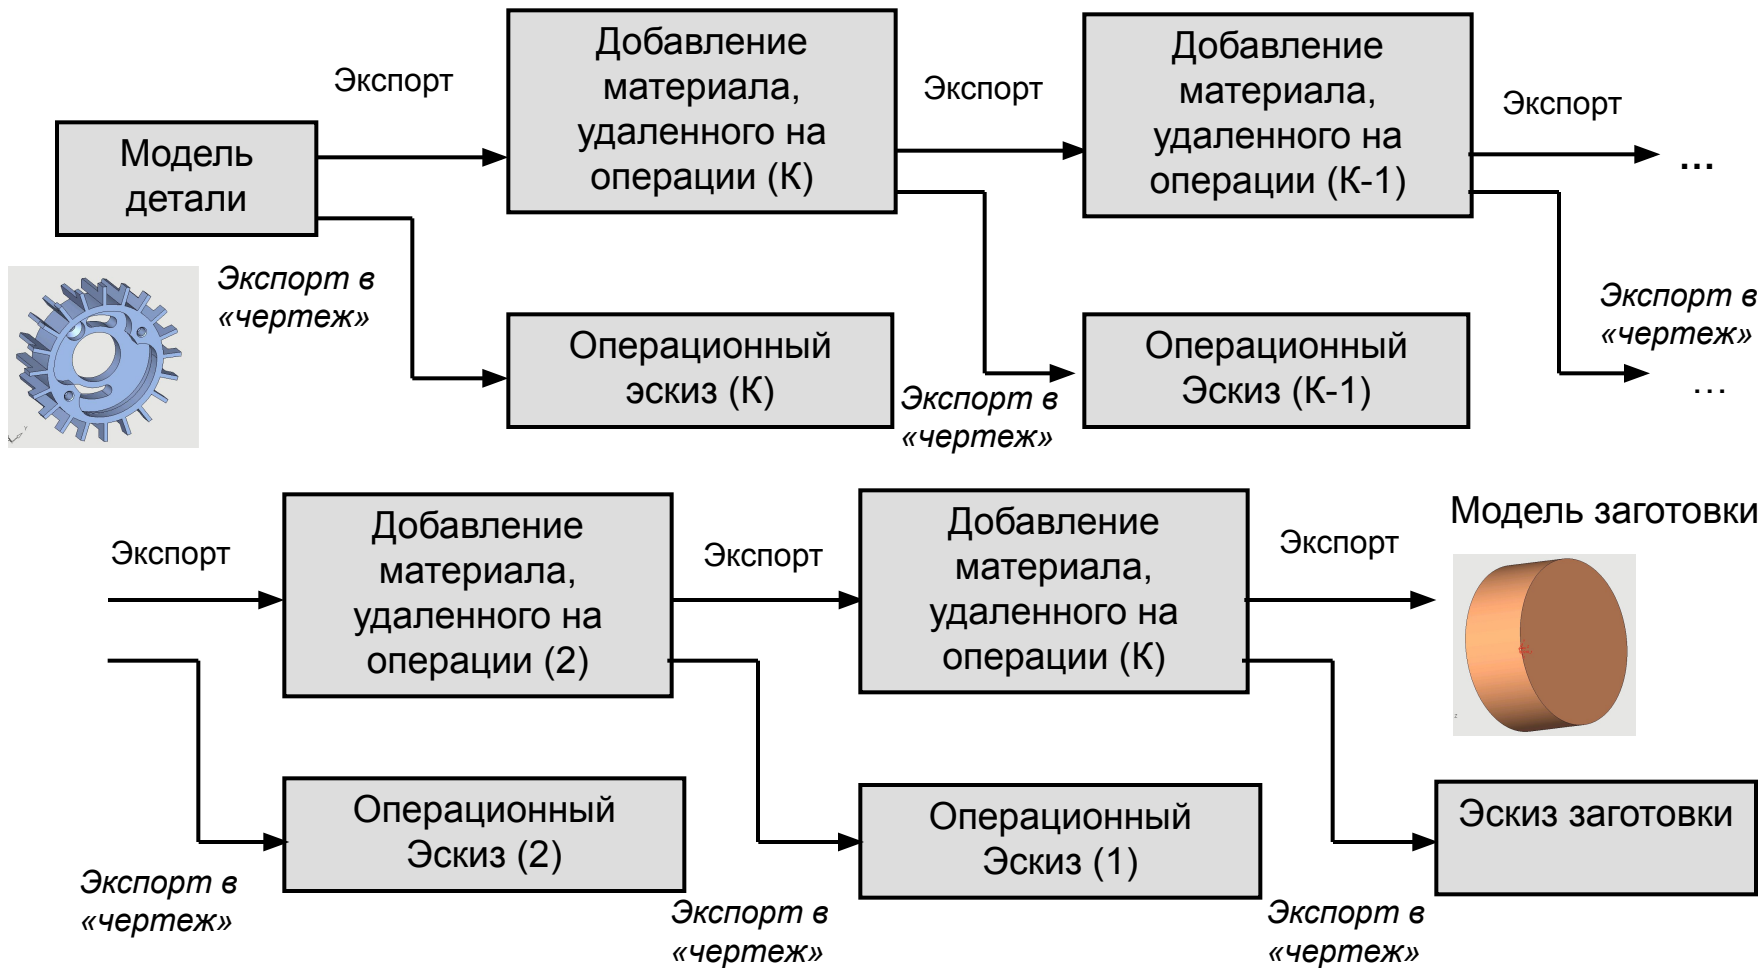 Экспорт
Добавление
материала,
удаленного на
операции (К)
Экспорт
Добавление
материала,
удаленного на
операции (К-1)
Экспорт
...
Модель
детали
Экспорт в
«чертеж»
Операционный
эскиз (К)
Экспорт в
«чертеж»
Операционный
Эскиз (К-1)
Экспорт в
«чертеж»
...
Экспорт
Добавление
материала,
удаленного на
операции (2)
Экспорт
Добавление
материала,
удаленного на
операции (К)
Экспорт
Модель заготовки
Экспорт в
«чертеж»
Операционный
Эскиз (2)
Экспорт в
«чертеж»
Операционный
Эскиз (1)
Экспорт в
«чертеж»
Эскиз заготовки